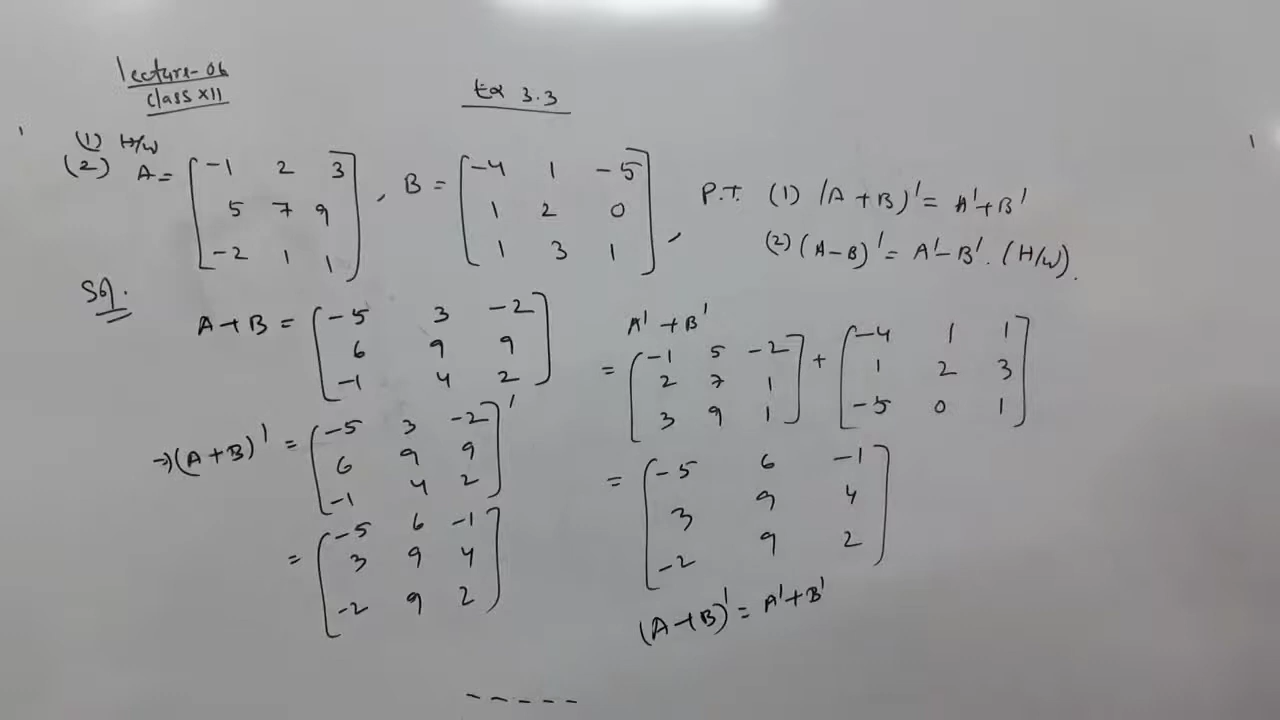 Lecture-06
Class XII
Ex 3.3
(1) H/W
(2) A = [-1 2 3
5 7 9
-2 1 1], B = [-4 1 -5
1 2 0
1 3 1],
P.T. (1) (A+B)' = A'+B'
(2) (A-B)' = A'-B'. (H/W).
Sol.
A+B = [-5 3 -2
6 9 9
-1 4 2]
→(A+B)' = [-5 3 -2
6 9 9
-1 4 2]'
= [-5 6 -1
3 9 4
-2 9 2]
A'+B'
= [-1 5 -2
2 7 1
3 9 1] + [-4 1 1
1 2 3
-5 0 1]
= [-5 6 -1
3 9 4
-2 9 2]
(A+B)' = A'+B'
-----